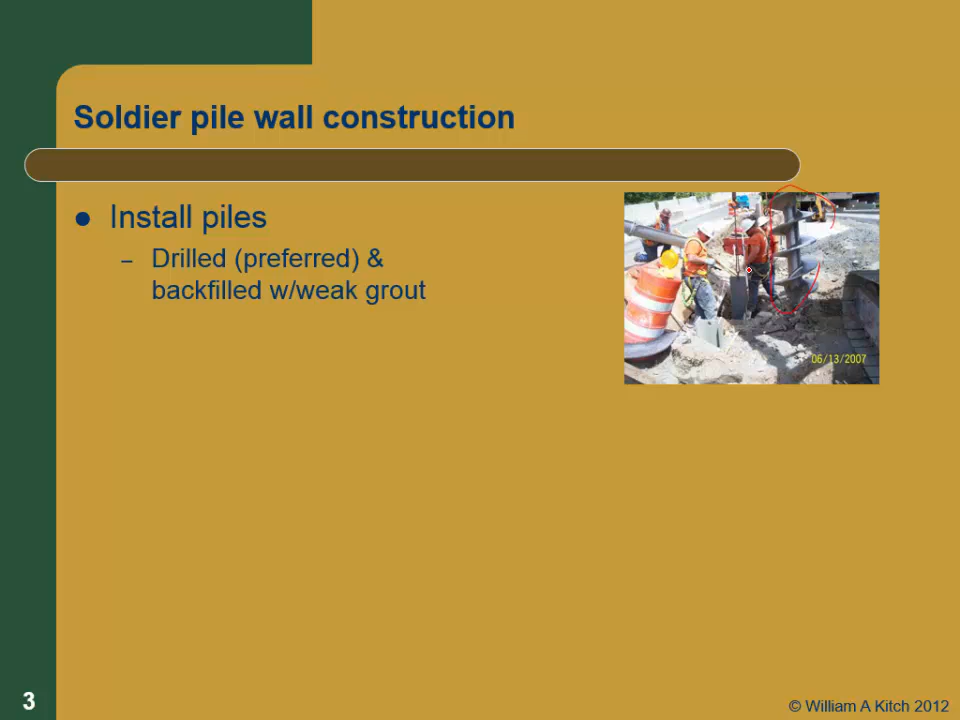 Soldier pile wall construction
● Install piles
– Drilled (preferred) &
backfilled w/weak grout
06/13/2007
3
© William A Kitch 2012